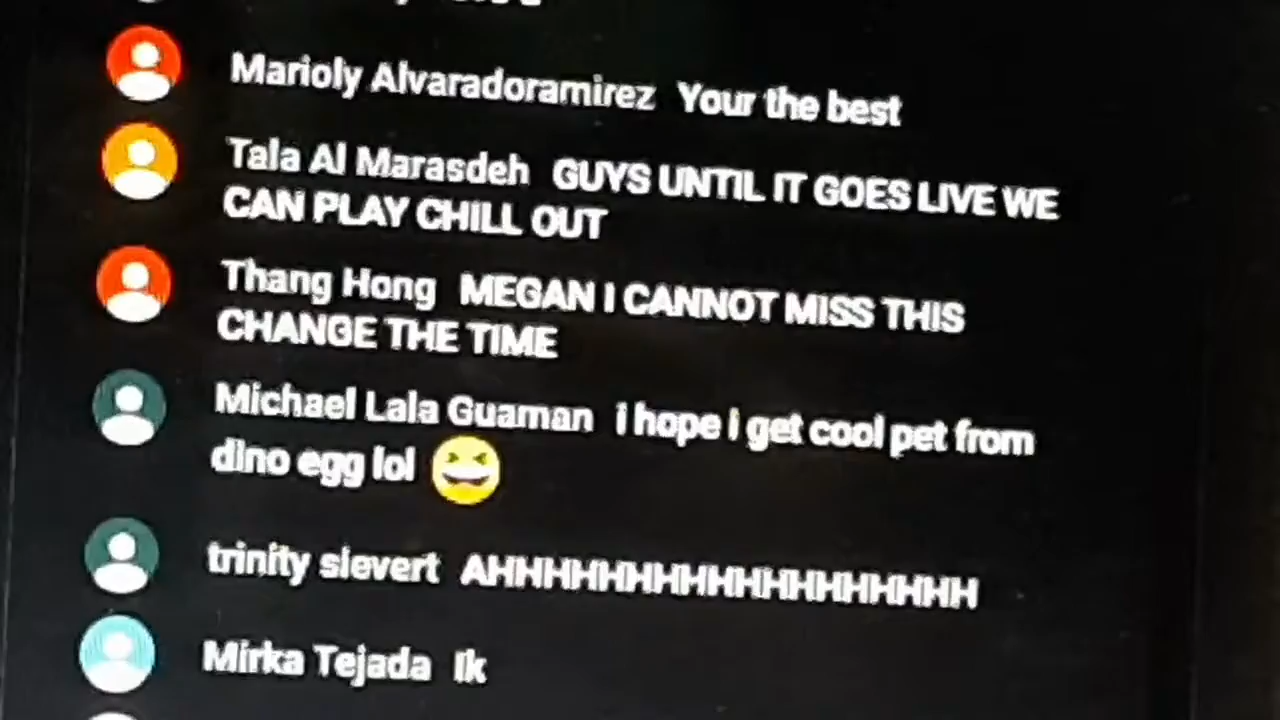 Marioly Alvaradoramirez Your the best
Tala Al Marasdeh GUYS UNTIL IT GOES LIVE WE
CAN PLAY CHILL OUT
Thang Hong MEGAN I CANNOT MISS THIS
CHANGE THE TIME
Michael Lala Guaman i hope i get cool pet from
dino egg lol 😆
trinity sievert AHHHHHHHHHHHHHHHHHHH
Mirka Tejada Ik